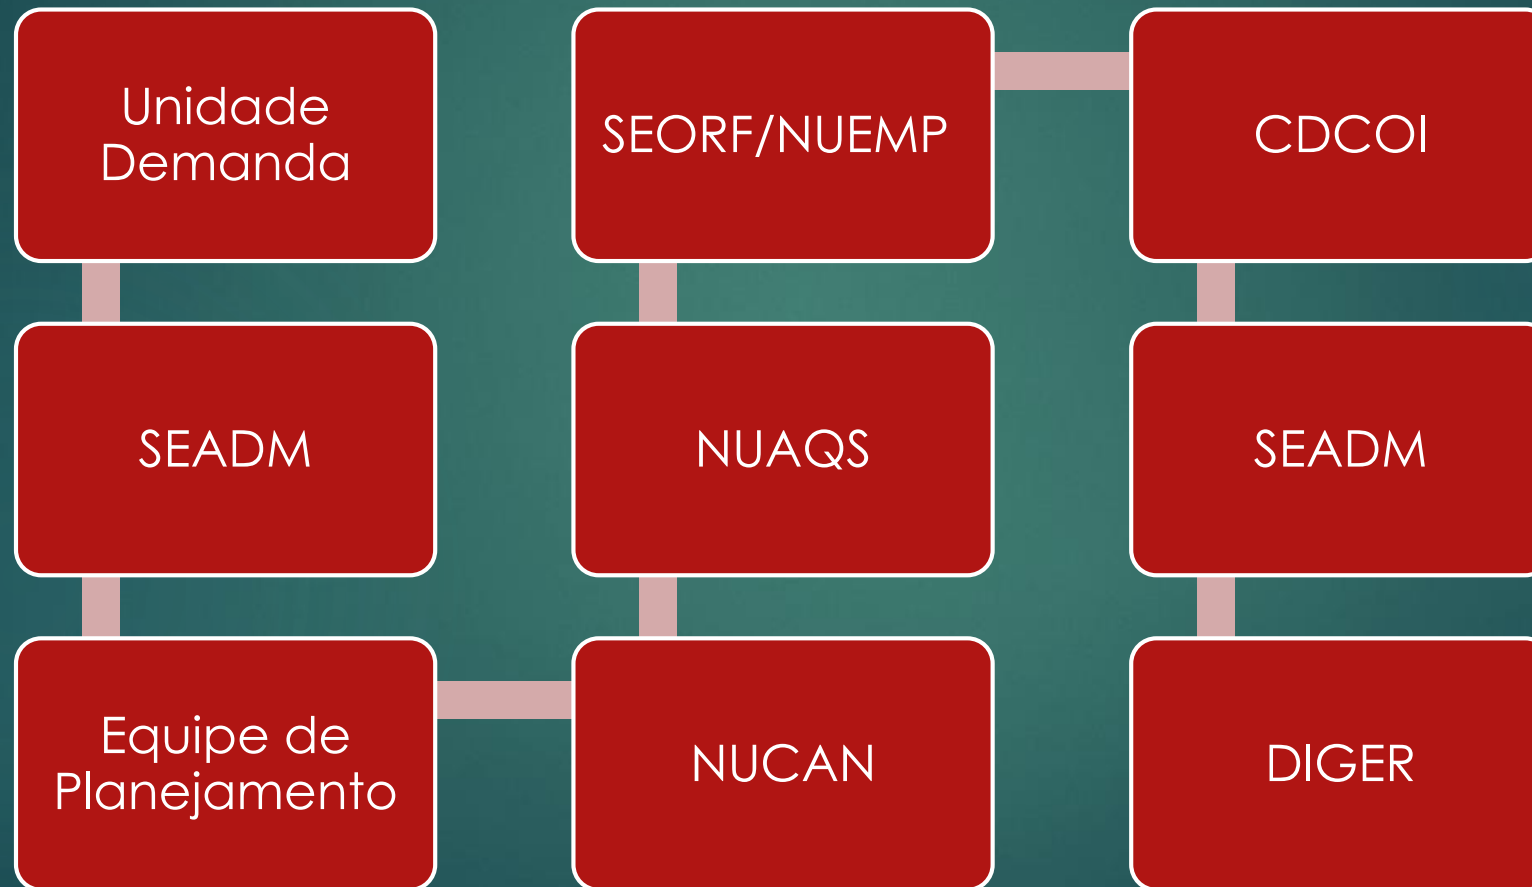 Unidade
Demanda
SEADM
Equipe de
Planejamento
NUCAN
NUAQS
SEORF/NUEMP
CDCOI
SEADM
DIGER